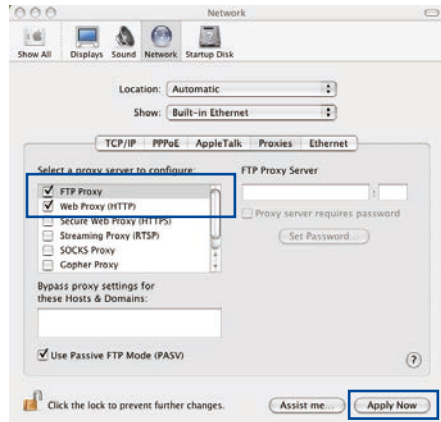 Network
Show All Displays Sound Network Startup Disk
Location: Automatic
Show: Built-in Ethernet
TCP/IP PPPoE AppleTalk Proxies Ethernet
Select a proxy server to configure: FTP Proxy Server
FTP Proxy :
Web Proxy (HTTP)
Secure Web Proxy (HTTPS) Proxy server requires password
Streaming Proxy (RTSP) Set Password...
SOCKS Proxy
Gopher Proxy
Bypass proxy settings for
these Hosts & Domains:
Use Passive FTP Mode (PASV) ?
Click the lock to prevent further changes. Assist me... Apply Now